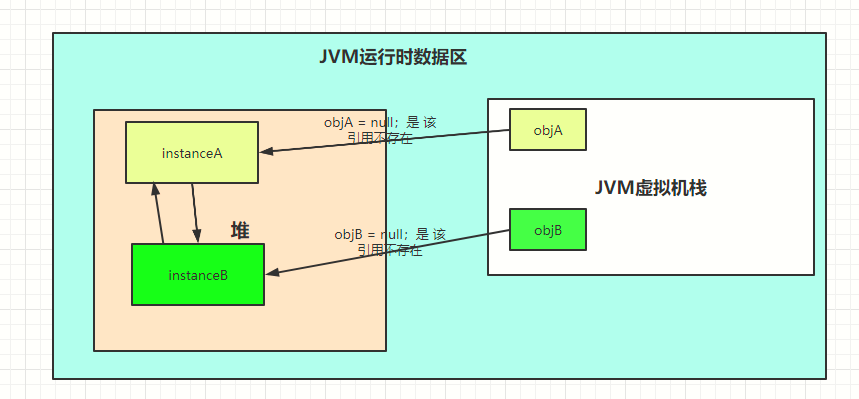 JVM运行时数据区
objA = null；是 该
引用不存在
objA
instanceA
JVM虚拟机栈
堆
objB = null；是 该
引用不存在
objB
instanceB